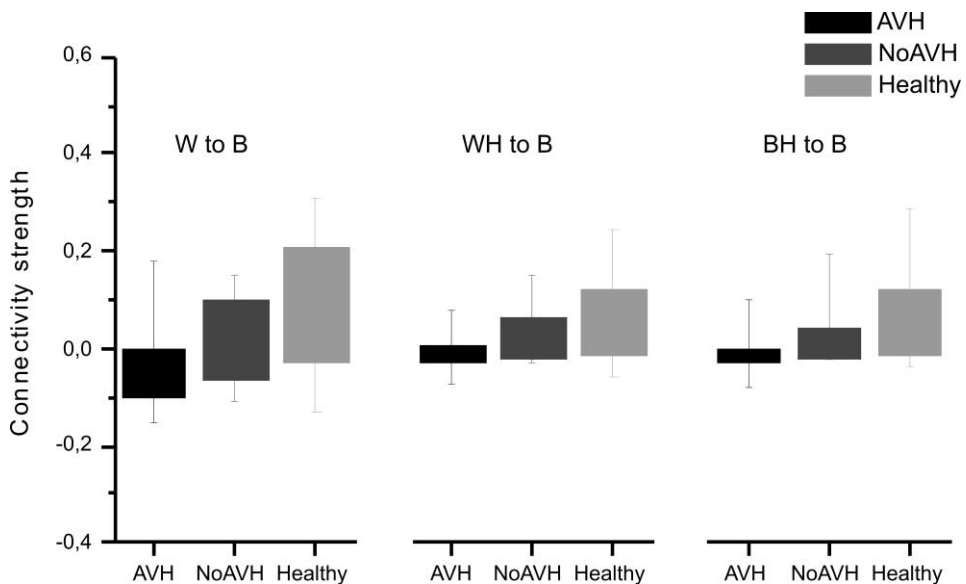 AVH
NoAVH
Healthy
Connectivity strength
0,6
0,4
0,2
0,0
-0,2
-0,4
W to B
WH to B
BH to B
AVH NoAVH Healthy
AVH NoAVH Healthy
AVH NoAVH Healthy